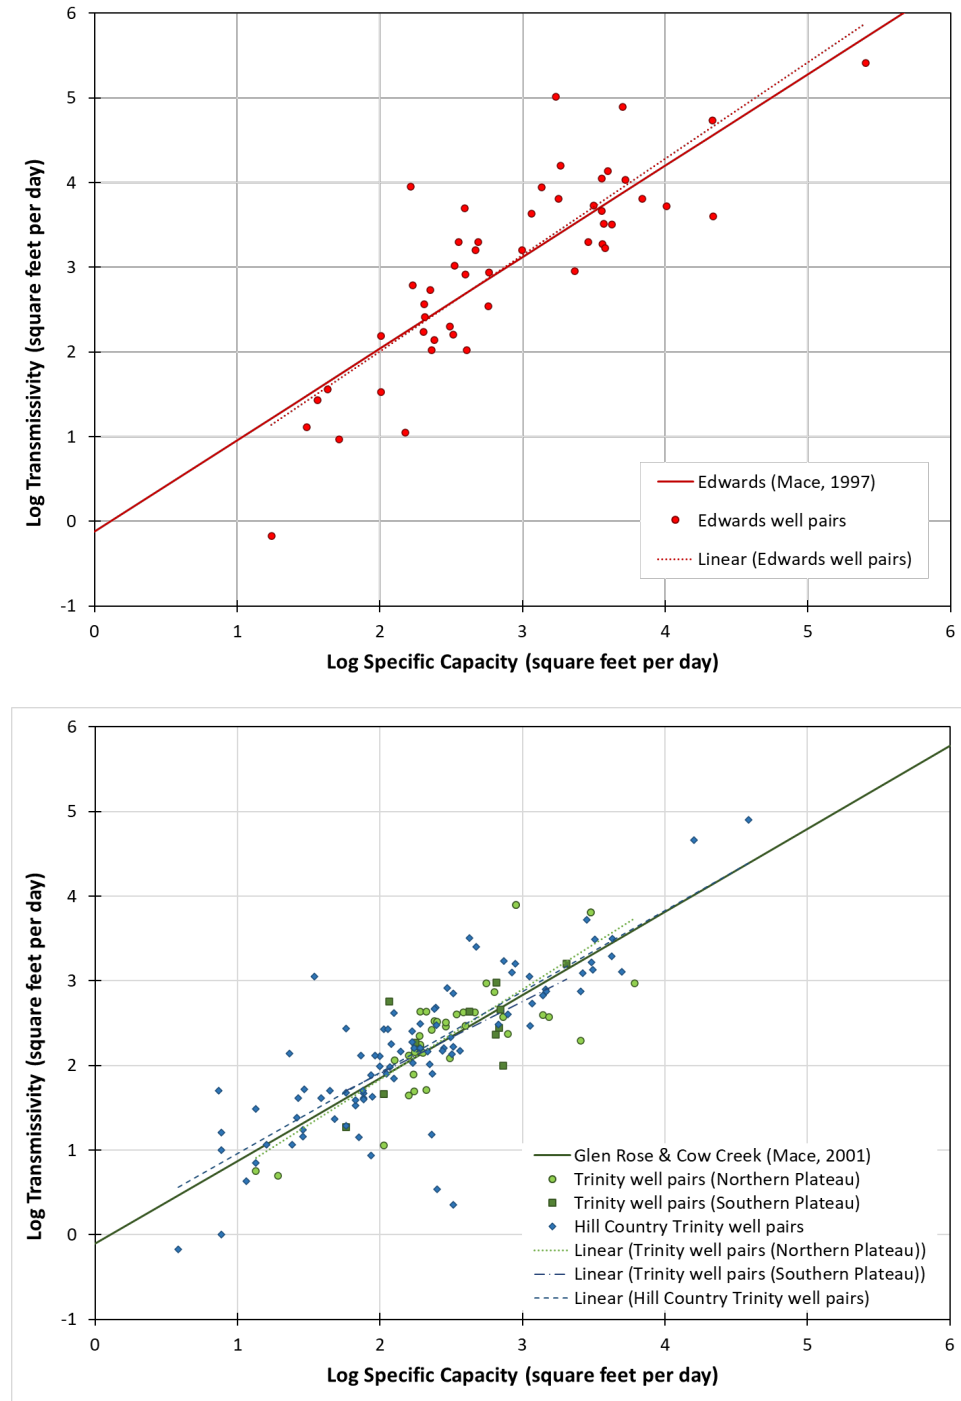 6
5
4
3
2
1
0
-1
Log Transmissivity (square feet per day)
Edwards (Mace, 1997)
Edwards well pairs
Linear (Edwards well pairs)
0 1 2 3 4 5 6
Log Specific Capacity (square feet per day)
6
5
4
3
2
1
0
-1
Log Transmissivity (square feet per day)
Glen Rose & Cow Creek (Mace, 2001)
Trinity well pairs (Northern Plateau)
Trinity well pairs (Southern Plateau)
Hill Country Trinity well pairs
Linear (Trinity well pairs (Northern Plateau))
Linear (Trinity well pairs (Southern Plateau))
Linear (Hill Country Trinity well pairs)
0 1 2 3 4 5 6
Log Specific Capacity (square feet per day)